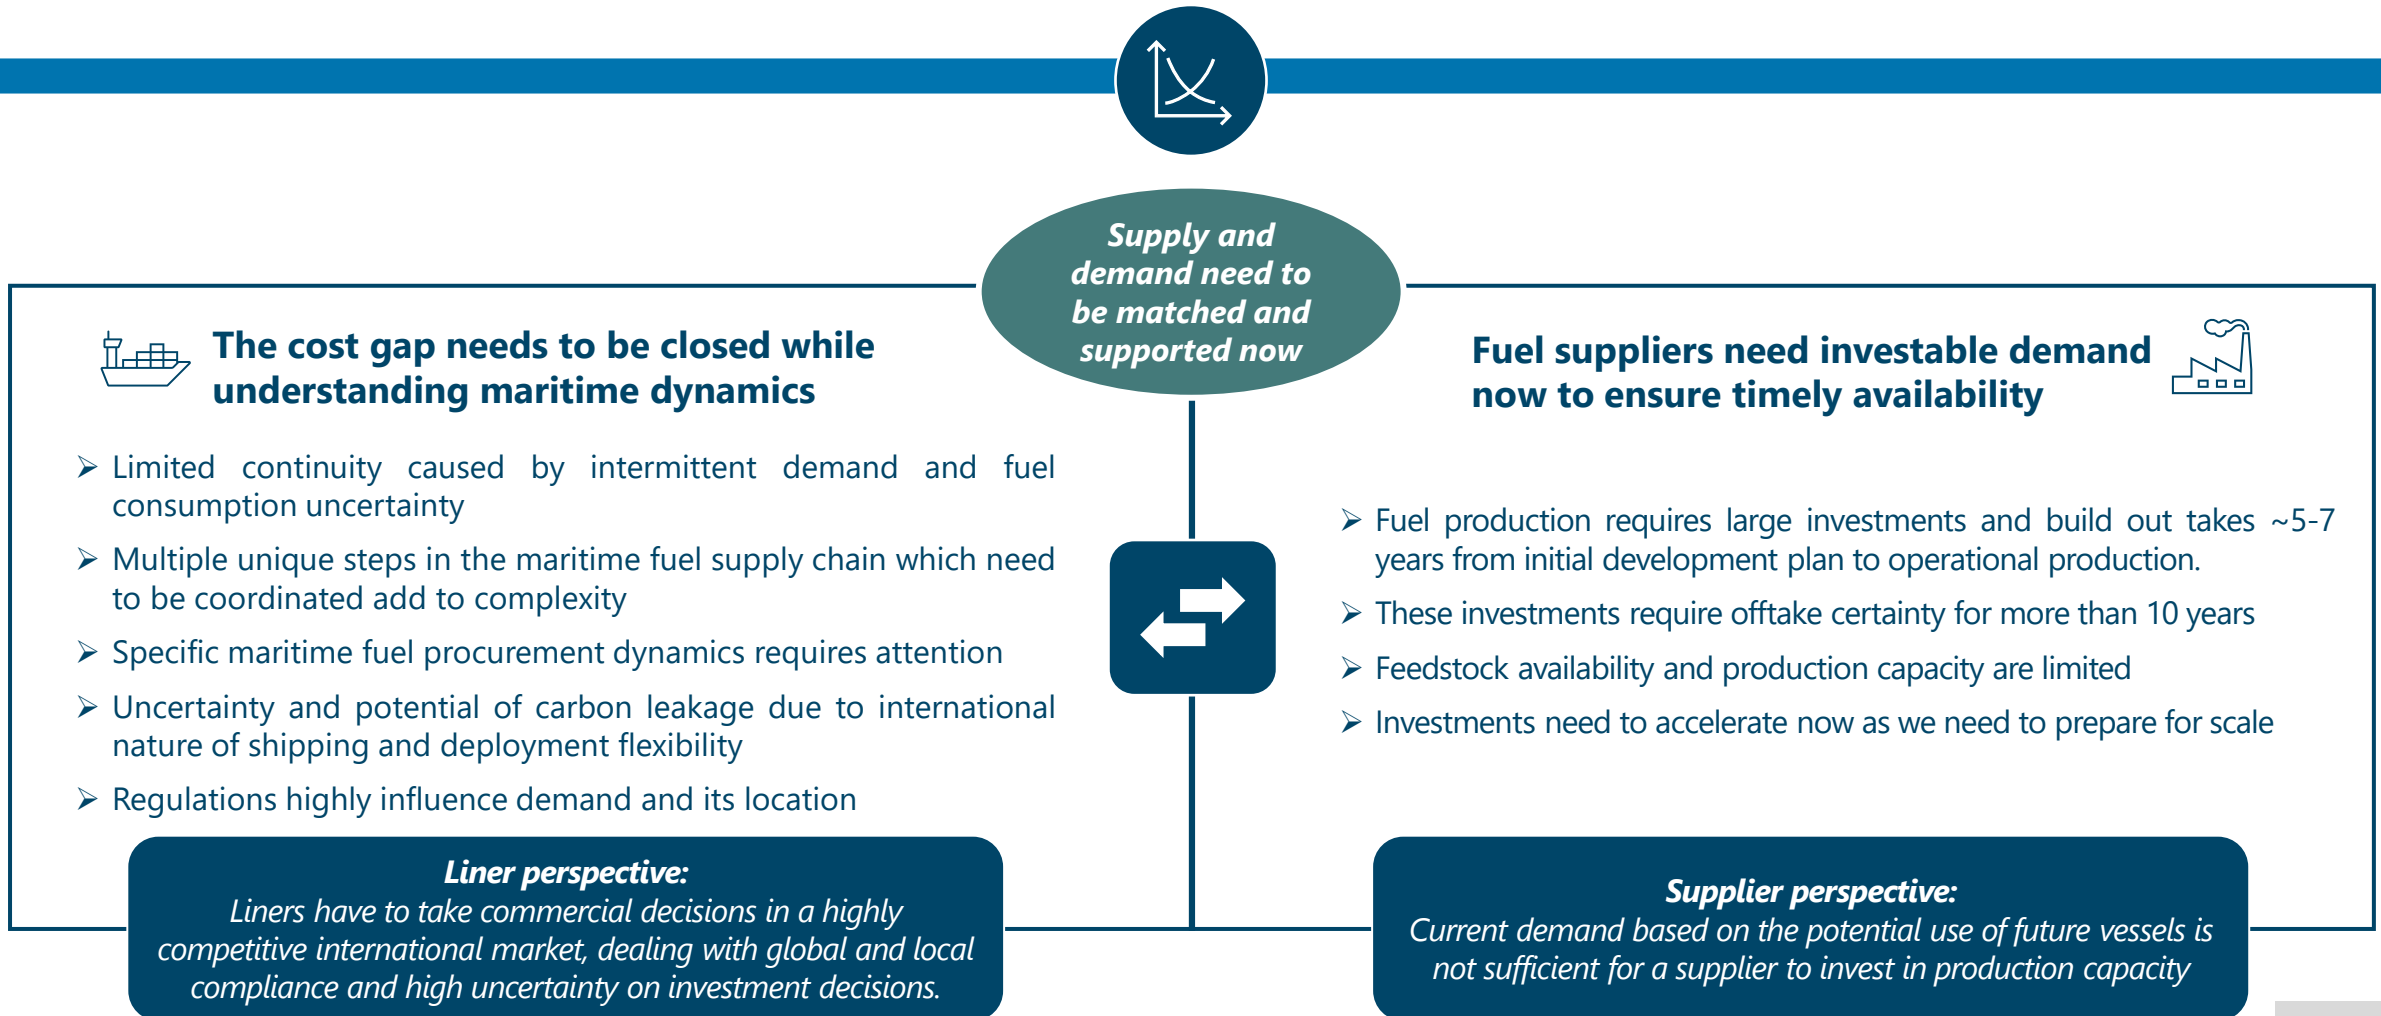 Supply and
demand need to
be matched and
supported now
The cost gap needs to be closed while
understanding maritime dynamics
➢ Limited continuity caused by intermittent demand and fuel
consumption uncertainty
➢ Multiple unique steps in the maritime fuel supply chain which need
to be coordinated add to complexity
➢ Specific maritime fuel procurement dynamics requires attention
➢ Uncertainty and potential of carbon leakage due to international
nature of shipping and deployment flexibility
➢ Regulations highly influence demand and its location
Liner perspective:
Liners have to take commercial decisions in a highly
competitive international market, dealing with global and local
compliance and high uncertainty on investment decisions.
Fuel suppliers need investable demand
now to ensure timely availability
➢ Fuel production requires large investments and build out takes ~5-7
years from initial development plan to operational production.
➢ These investments require offtake certainty for more than 10 years
➢ Feedstock availability and production capacity are limited
➢ Investments need to accelerate now as we need to prepare for scale
Supplier perspective:
Current demand based on the potential use of future vessels is
not sufficient for a supplier to invest in production capacity